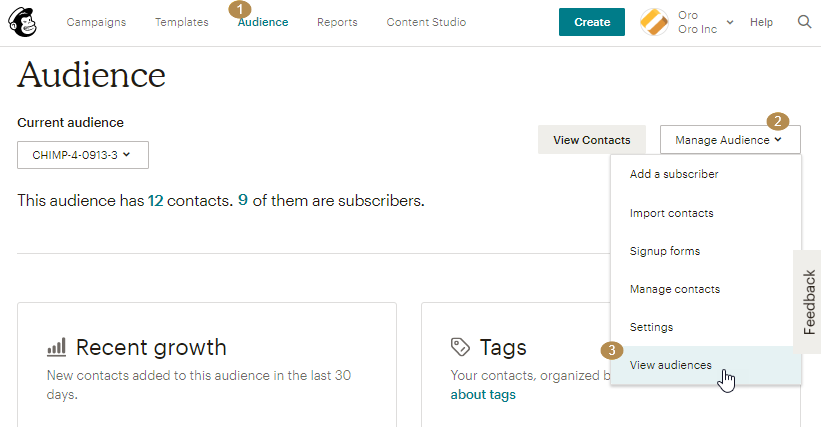 1
Campaigns Templates Audience Reports Content Studio Create Oro Help
Oro Inc
Audience
Current audience
2
CHIMP-4-0913-3 View Contacts Manage Audience
Add a subscriber
This audience has 12 contacts. 9 of them are subscribers.
Import contacts
Signup forms
Manage contacts
Feedback
Settings
Recent growth Tags
3
View audiences
New contacts added to this audience in the last 30 Your contacts, organized b
days. about tags